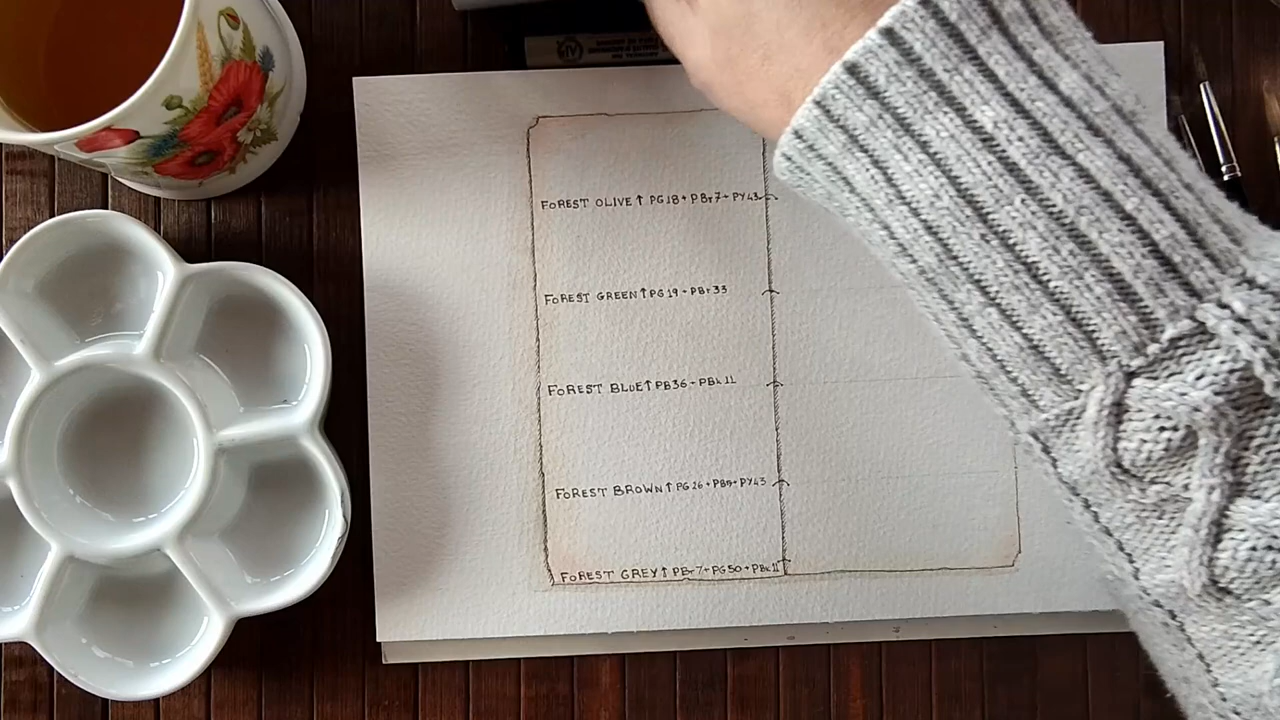 FOREST OLIVE↑ PG18+ PBr7+ PY43
FOREST GREEN↑PG19+PBr33
FOREST BLUE↑PB36+PBk11
FOREST BROWN↑PG26+PB+PY43
FOREST GREY↑PBr7+PG50+PBk11